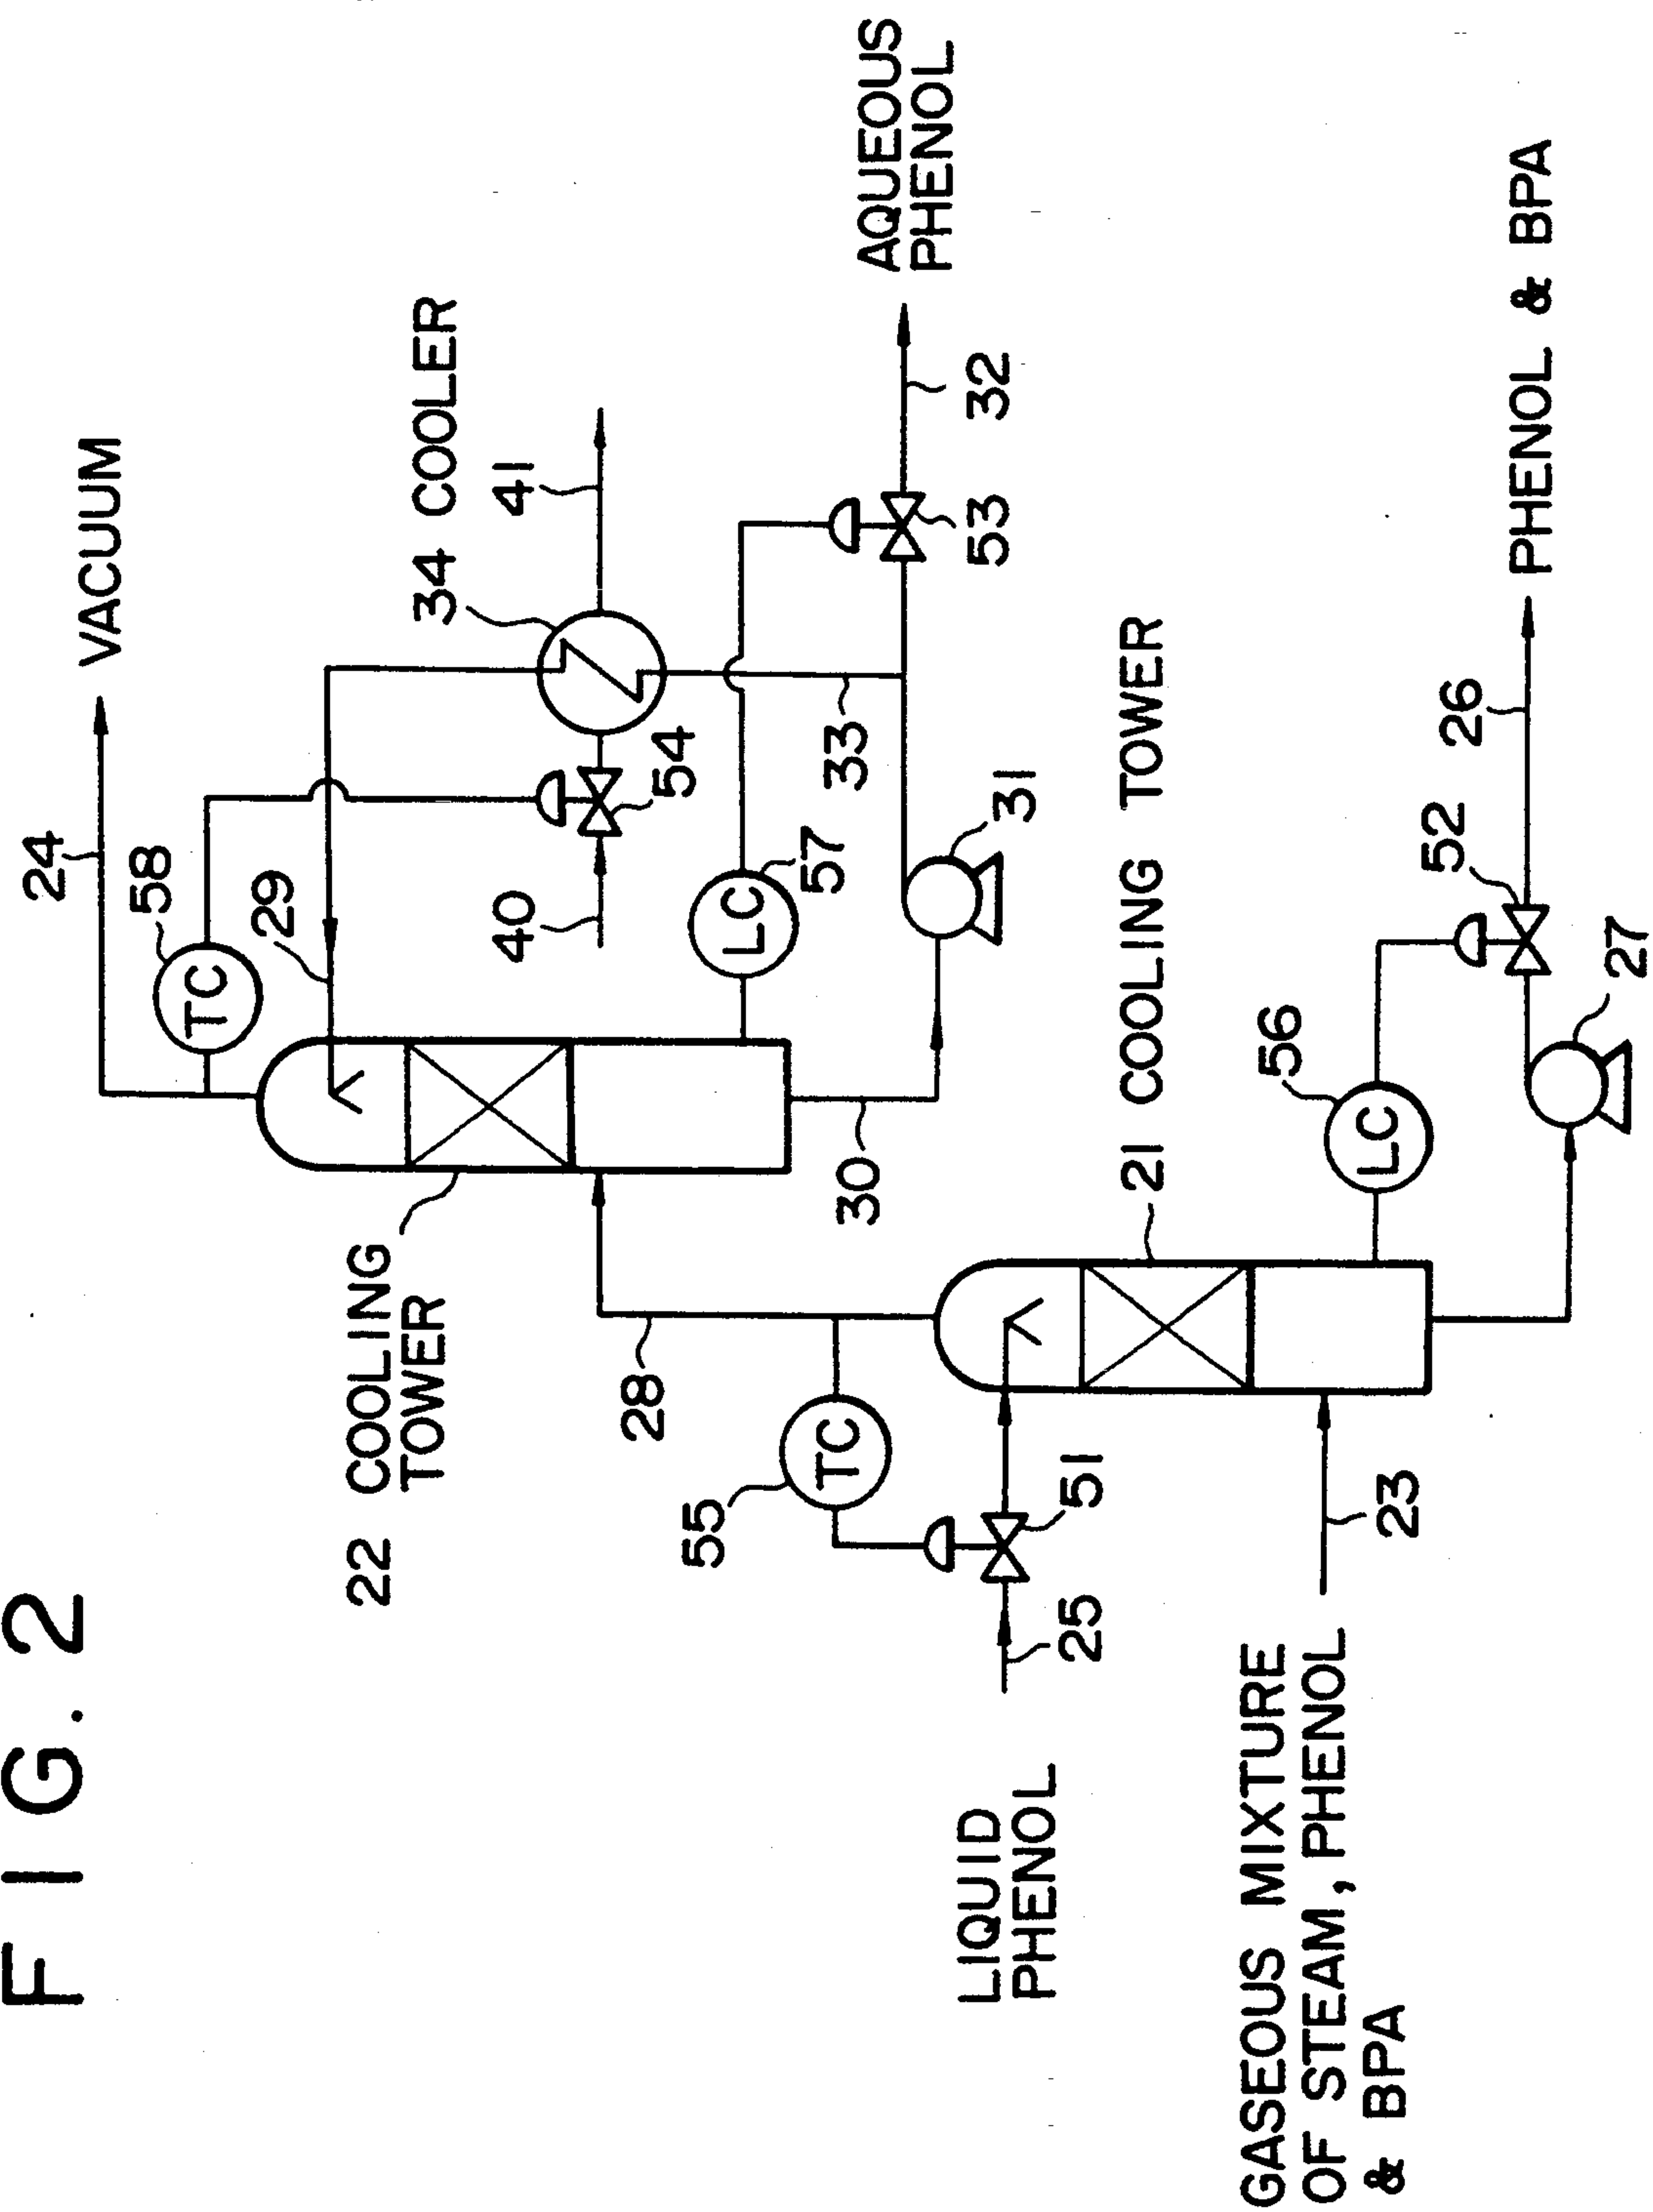 FIG. 2
VACUUM
24
58
TC
29
34 COOLER
41
40
54
22 COOLING
TOWER
LC
57
33
53
32
AQUEOUS
PHENOL
30
31
28
55
TC
51
25
LIQUID
PHENOL
21 COOLING TOWER
56
LC
52
26
PHENOL & BPA
27
23
GASEOUS MIXTURE
OF STEAM, PHENOL
& BPA